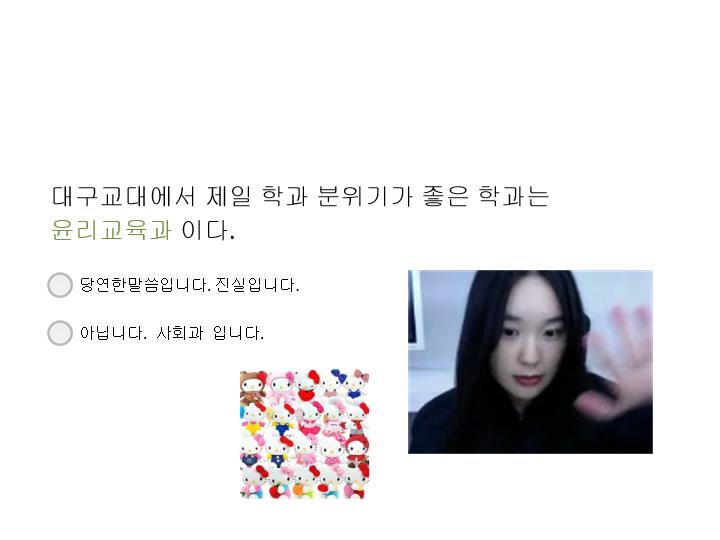 대구교대에서 제일 학과 분위기가 좋은 학과는
윤리교육과 이다.
당연한말씀입니다. 진실입니다.
아닙니다. 사회과 입니다.